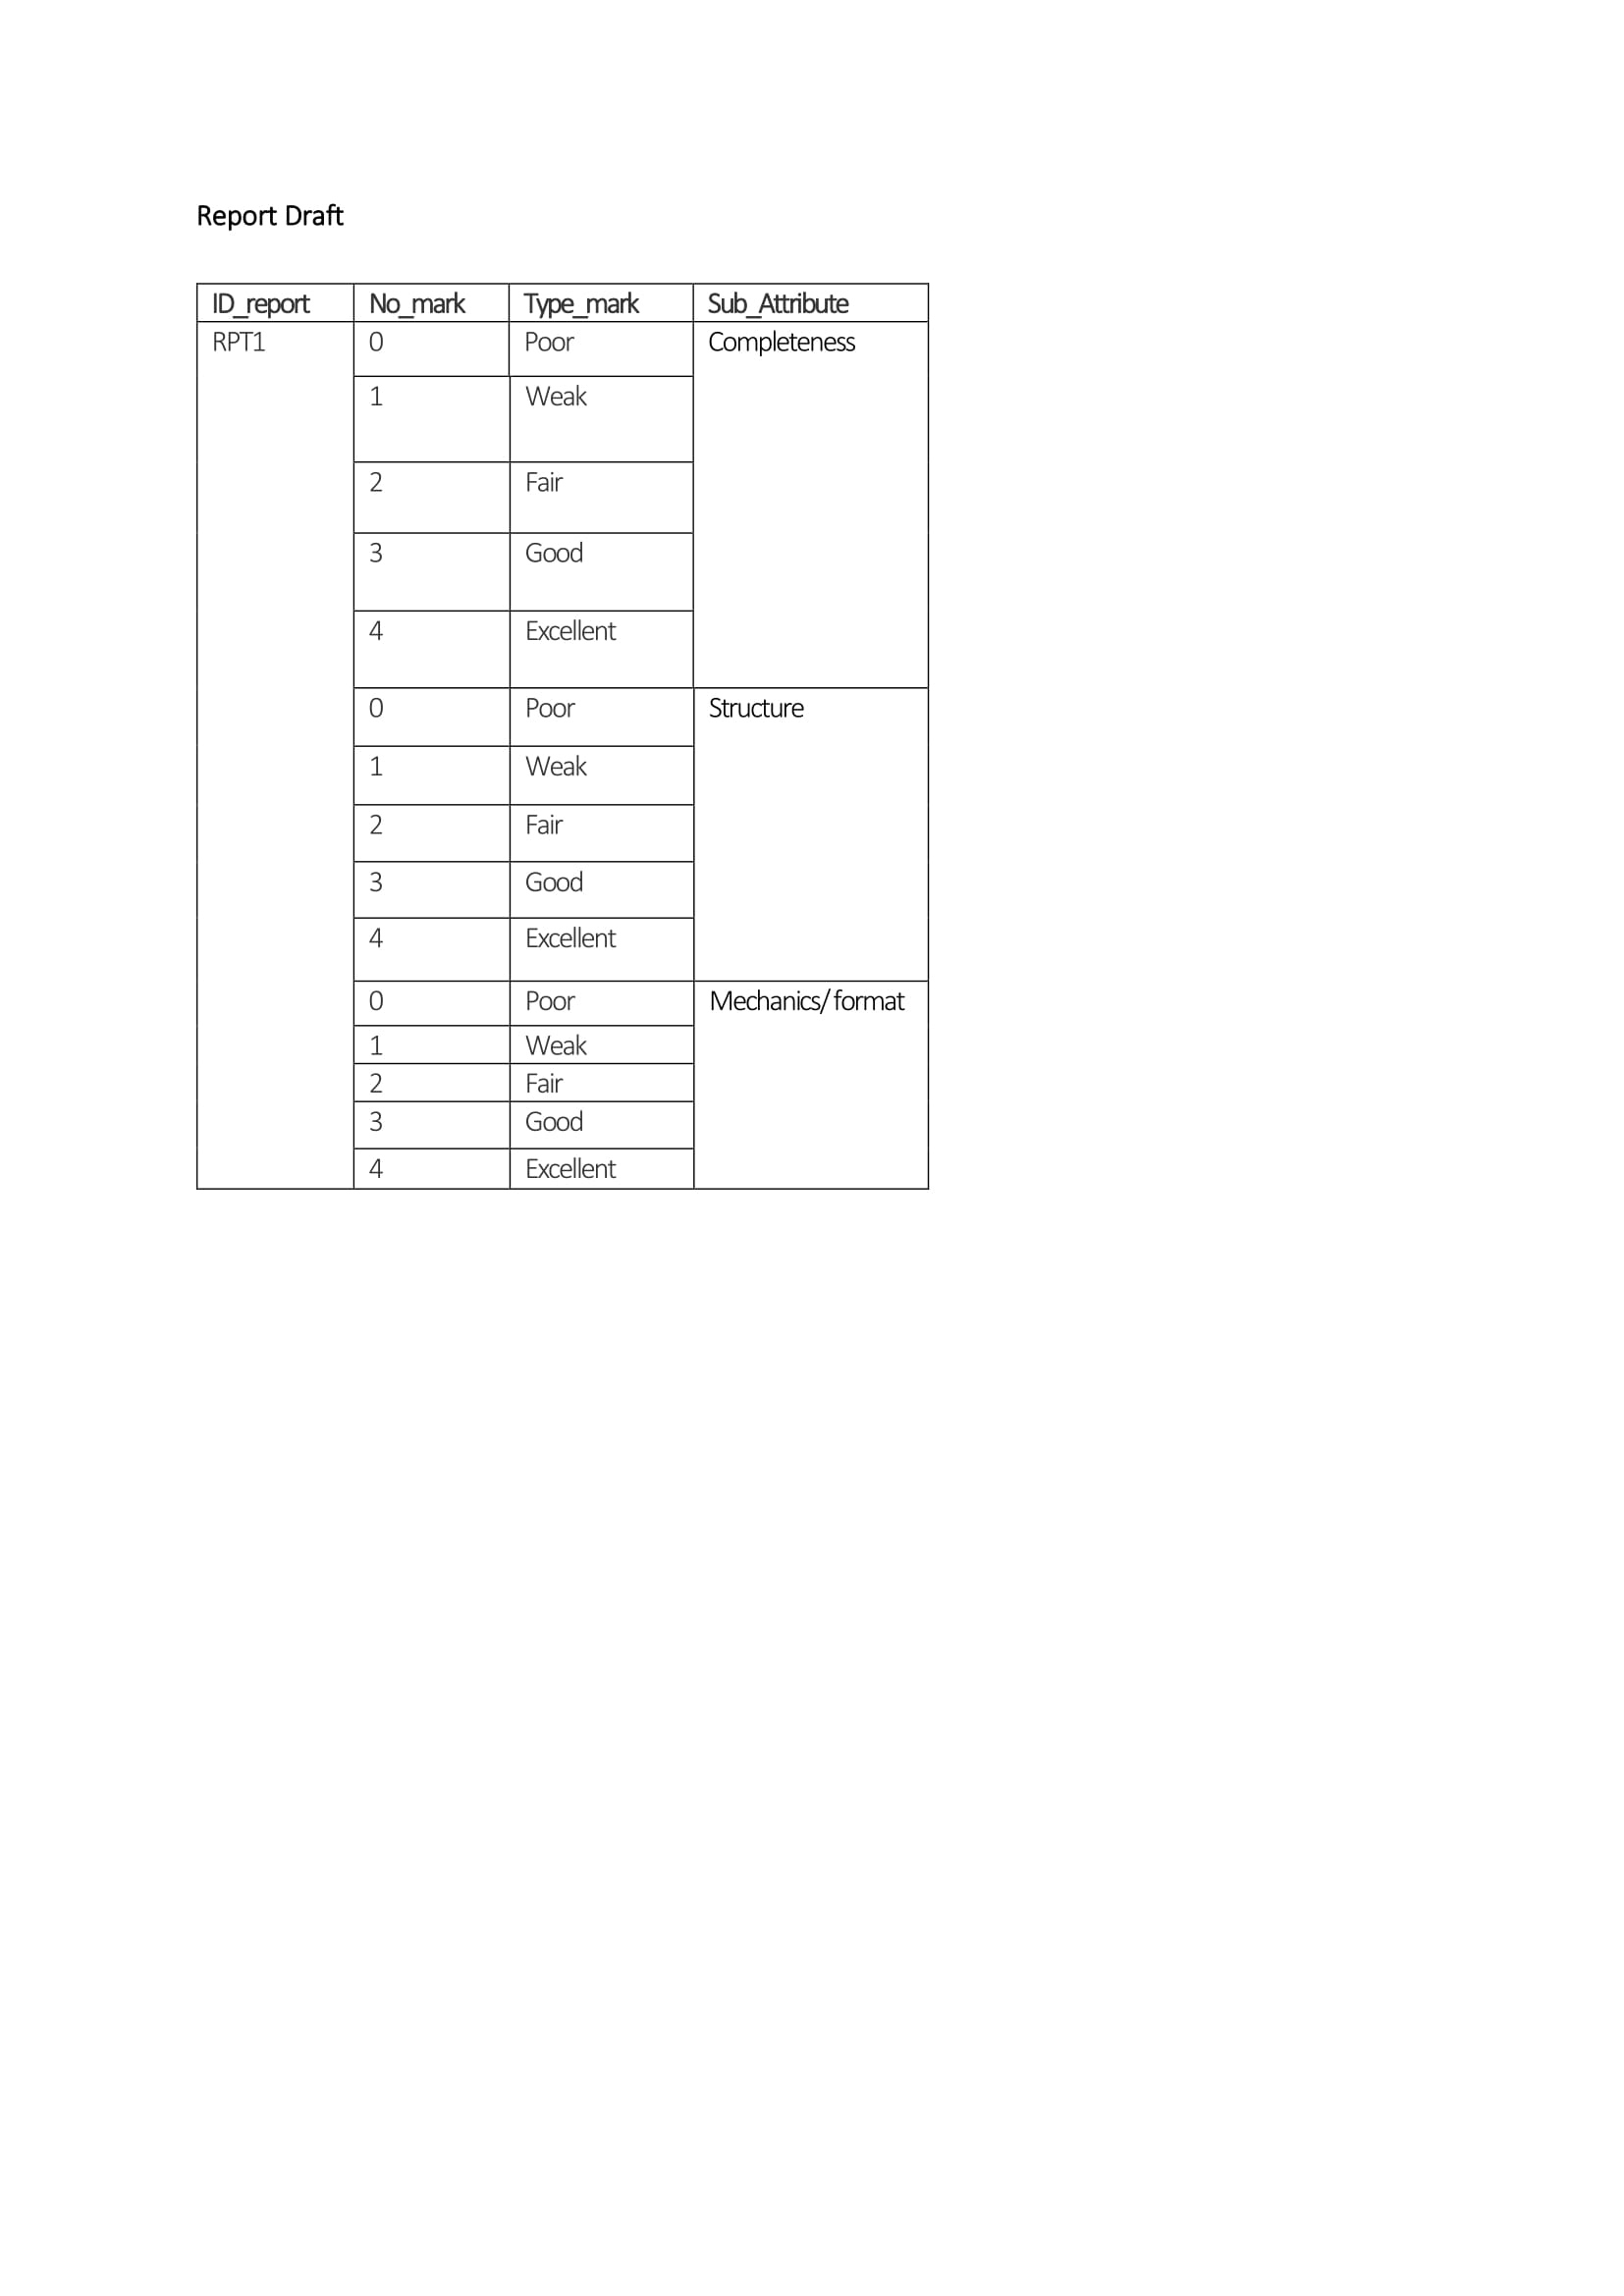 Report Draft
ID_report No_mark Type_mark Sub_Attribute
RPT1 0 Poor Completeness
1 Weak
2 Fair
3 Good
4 Excellent
0 Poor Structure
1 Weak
2 Fair
3 Good
4 Excellent
0 Poor Mechanics/ format
1 Weak
2 Fair
3 Good
4 Excellent